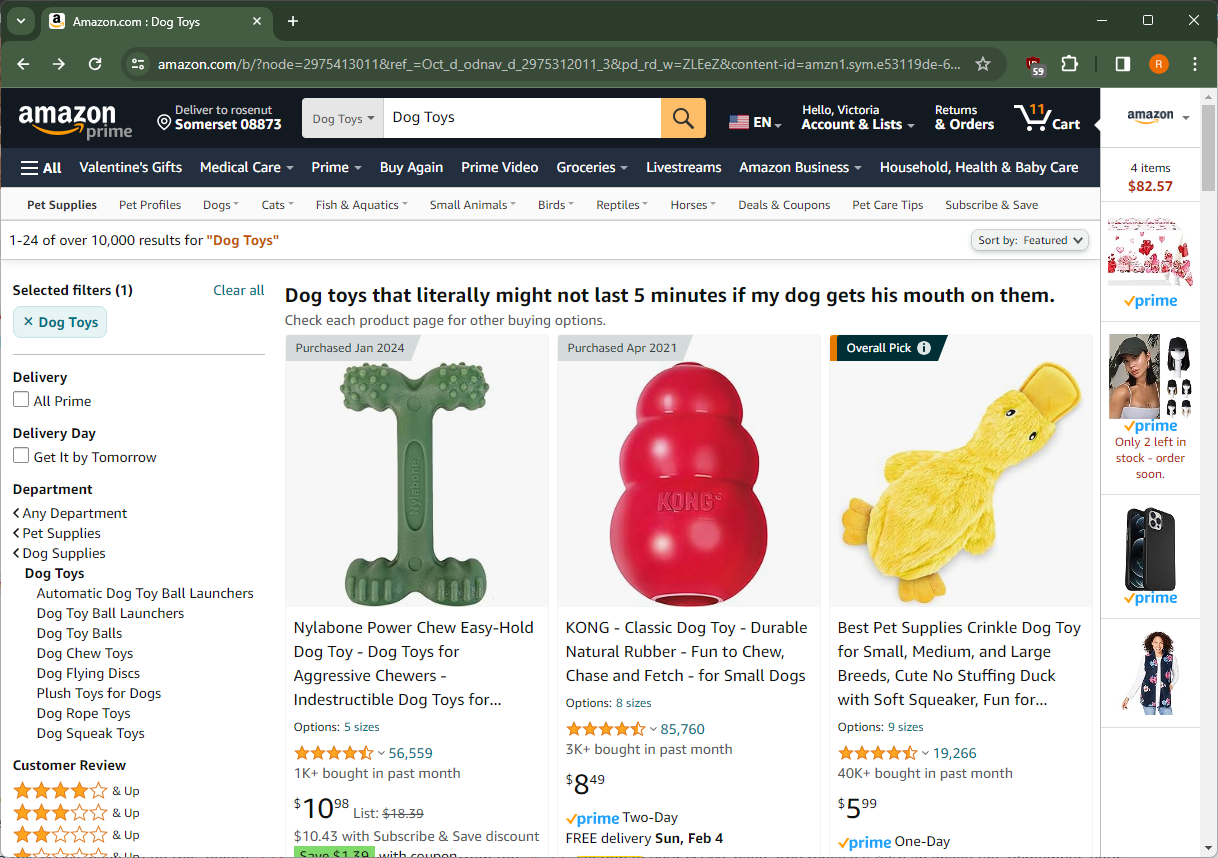 Amazon.com : Dog Toys
amazon.com/b/?node=2975413011&ref_=Oct_d_odnav_d_2975312011_3&pd_rd_w=ZLEeZ&content-id=amzn1.sym.e53119de-6...
59
R
amazon
prime
Deliver to rosenut
Somerset 08873
Dog Toys
Dog Toys
EN
Hello, Victoria
Account & Lists
Returns
& Orders
11
Cart
All
Valentine's Gifts
Medical Care
Prime
Buy Again
Prime Video
Groceries
Livestreams
Amazon Business
Household, Health & Baby Care
Pet Supplies
Pet Profiles
Dogs
Cats
Fish & Aquatics
Small Animals
Birds
Reptiles
Horses
Deals & Coupons
Pet Care Tips
Subscribe & Save
1-24 of over 10,000 results for "Dog Toys"
Sort by: Featured
Selected filters (1)
Clear all
Dog Toys
Delivery
All Prime
Delivery Day
Get It by Tomorrow
Department
Any Department
Pet Supplies
Dog Supplies
Dog Toys
Automatic Dog Toy Ball Launchers
Dog Toy Ball Launchers
Dog Toy Balls
Dog Chew Toys
Dog Flying Discs
Plush Toys for Dogs
Dog Rope Toys
Dog Squeak Toys
Customer Review
& Up
& Up
& Up
& Up
Dog toys that literally might not last 5 minutes if my dog gets his mouth on them.
Check each product page for other buying options.
Purchased Jan 2024
Nylabone
Nylabone Power Chew Easy-Hold
Dog Toy - Dog Toys for
Aggressive Chewers -
Indestructible Dog Toys for...
Options: 5 sizes
56,559
1K+ bought in past month
$10.98 List: $18.39
$10.43 with Subscribe & Save discount
Save $1.39 with coupon
Purchased Apr 2021
KONG
KONG - Classic Dog Toy - Durable
Natural Rubber - Fun to Chew,
Chase and Fetch - for Small Dogs
Options: 8 sizes
85,760
3K+ bought in past month
$8.49
prime Two-Day
FREE delivery Sun, Feb 4
Overall Pick
Best Pet Supplies Crinkle Dog Toy
for Small, Medium, and Large
Breeds, Cute No Stuffing Duck
with Soft Squeaker, Fun for...
Options: 9 sizes
19,266
40K+ bought in past month
$5.99
prime One-Day
amazon
4 items
$82.57
prime
prime
Only 2 left in
stock - order
soon.
prime